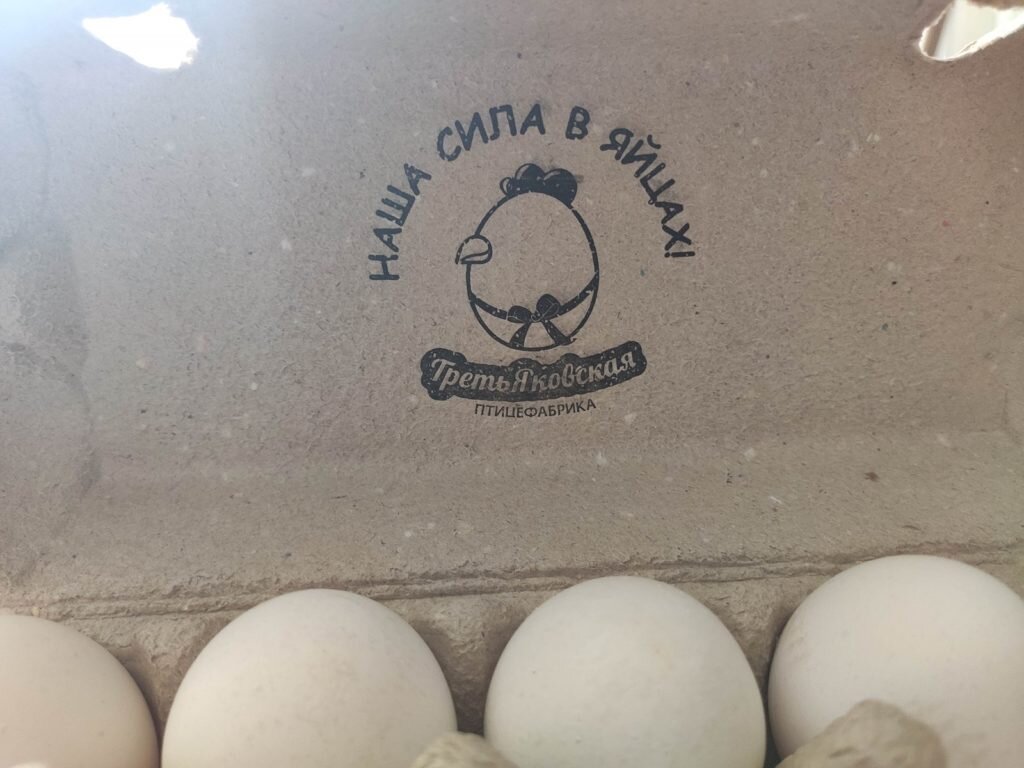 НАША СИЛА В ЯЙЦАХ!
ТретьЯковская
ПТИЦЕФАБРИКА